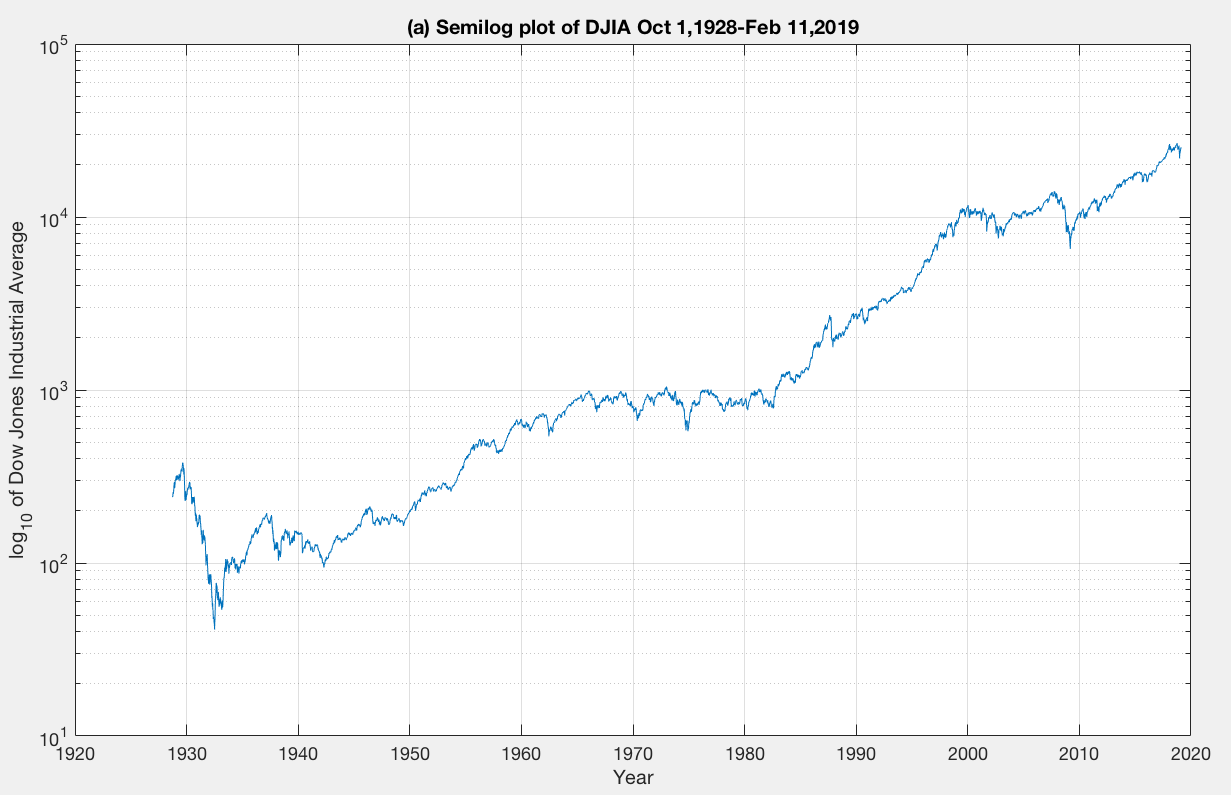 (a) Semilog plot of DJIA Oct 1,1928-Feb 11,2019
10^5
10^4
10^3
10^2
10^1
log_10 of Dow Jones Industrial Average
1920 1930 1940 1950 1960 1970 1980 1990 2000 2010 2020
Year